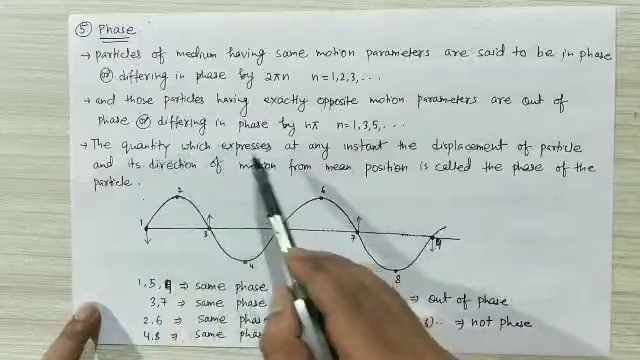 ⑤ Phase
→ particles of medium having same motion parameters are said to be in phase
(or) differing in phase by 2πn n=1,2,3,...
→ and those particles having exactly opposite motion parameters are out of
phase (or) differing in phase by nπ n=1,3,5,...
→ The quantity which expresses at any instant the displacement of particle
and its direction of motion from mean position is called the phase of the
particle.
1 2 3 4 6 7 8 9
1,5,9 ⇒ same phase
3,7 ⇒ same phase
2,6 ⇒ same phase
4,8 ⇒ same phas
⇒ out of phase
⇒ not phase